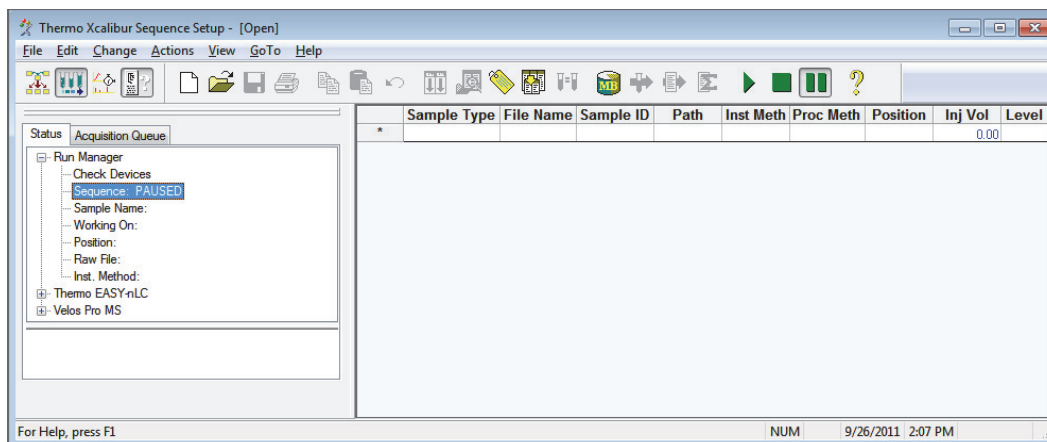 Thermo Xcalibur Sequence Setup - [Open]
File Edit Change Actions View GoTo Help
MB
Sample Type File Name Sample ID Path Inst Meth Proc Meth Position Inj Vol Level
* 0.00
Status Acquisition Queue
Run Manager
Check Devices
Sequence: PAUSED
Sample Name:
Working On:
Position:
Raw File:
Inst. Method:
Thermo EASY-nLC
Velos Pro MS
For Help, press F1 NUM 9/26/2011 2:07 PM